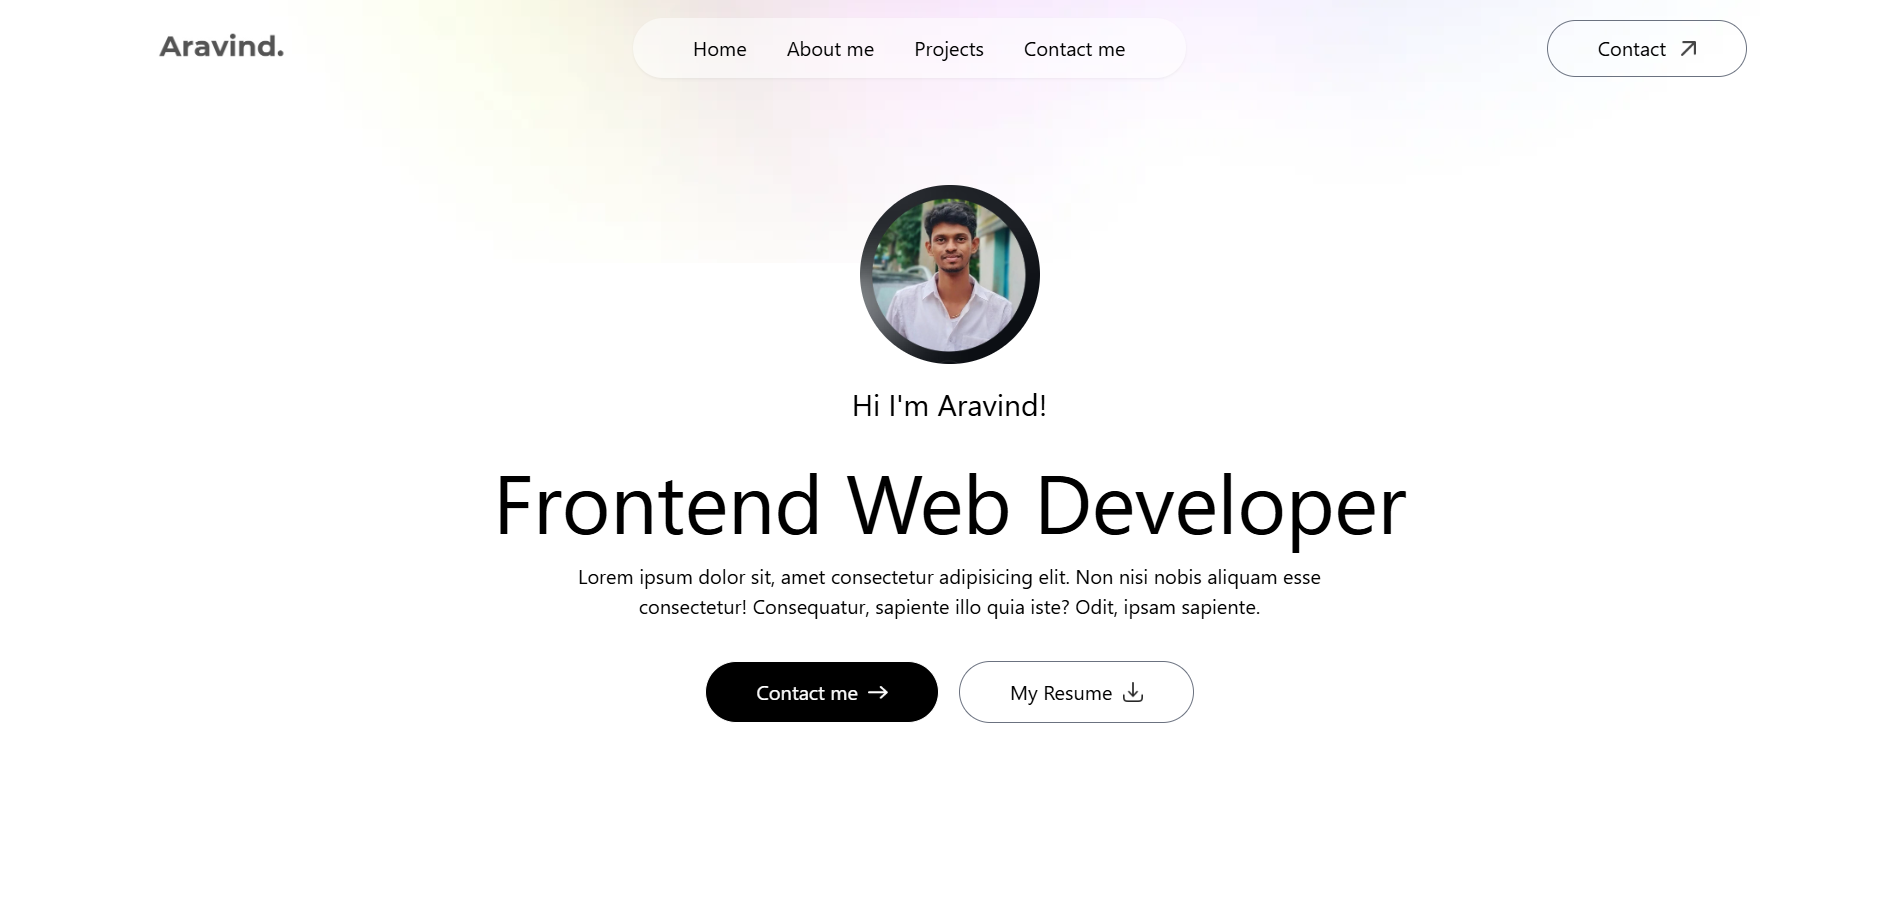 Aravind.
Home About me Projects Contact me
Contact
Hi I'm Aravind!
Frontend Web Developer
Lorem ipsum dolor sit, amet consectetur adipisicing elit. Non nisi nobis aliquam esse
consectetur! Consequatur, sapiente illo quia iste? Odit, ipsam sapiente.
Contact me
My Resume